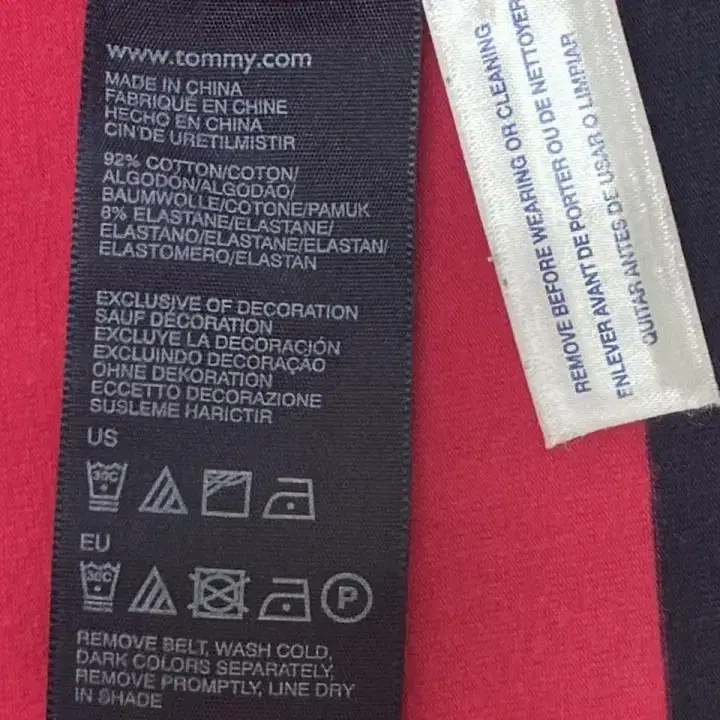 www.tommy.com
MADE IN CHINA
FABRIQUÉ EN CHINE
HECHO EN CHINA
CIN'DE URETILMISTIR
92% COTTON/COTON/
ALGODÓN/ALGODÃO/
BAUMWOLLE/COTONE/PAMUK
8% ELASTANE/ELASTANE/
ELASTANO/ELASTANE/ELASTAN/
ELASTOMERO/ELASTAN
EXCLUSIVE OF DECORATION
SAUF DÉCORATION
EXCLUYE LA DECORACIÓN
EXCLUINDO DECORAÇÃO
OHNE DEKORATION
ECCETTO DECORAZIONE
SUSLEME HARICTIR
US
30C
EU
30C
P
REMOVE BELT, WASH COLD,
DARK COLORS SEPARATELY,
REMOVE PROMPTLY, LINE DRY
IN SHADE
REMOVE BEFORE WEARING OR CLEANING
ENLEVER AVANT DE PORTER OU DE NETTOYER
QUITAR ANTES DE USAR O LIMPIAR